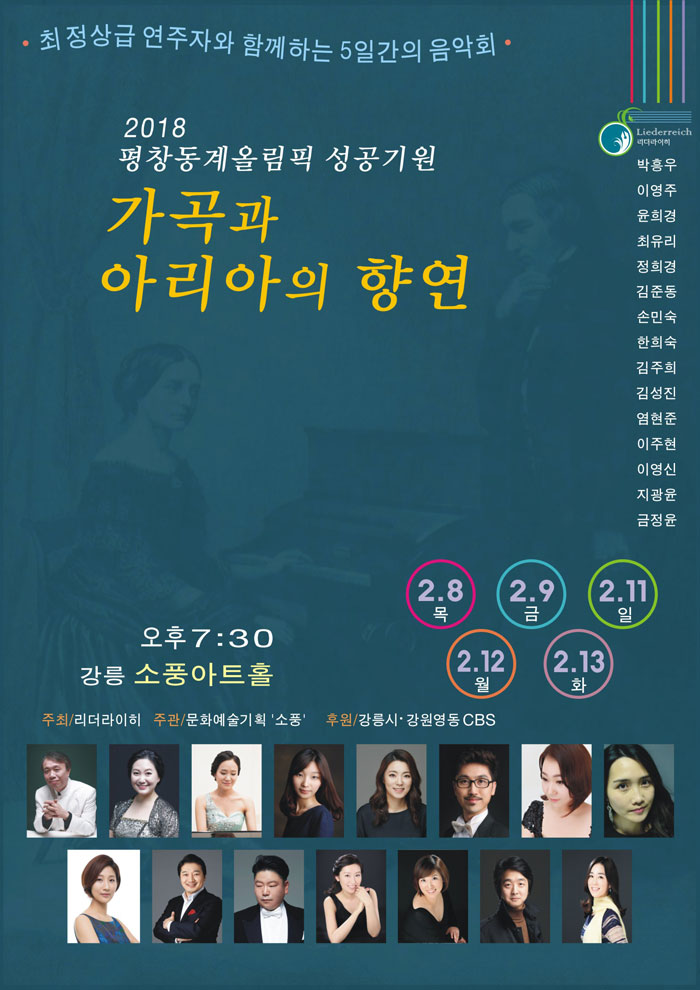 • 최정상급 연주자와 함께하는 5일간의 음악회 •
2018
평창동계올림픽 성공기원
가곡과
아리아의 향연
Liederreich
리더라이히
박흥우
이영주
윤희경
최유리
정희경
김준동
손민숙
한희숙
김주희
김성진
염현준
이주현
이영신
지광윤
금정윤
2.8
목
2.9
금
2.11
일
2.12
월
2.13
화
오후 7:30
강릉 소풍아트홀
주최/리더라이히 주관/문화예술기획 '소풍' 후원/강릉시·강원영동CBS